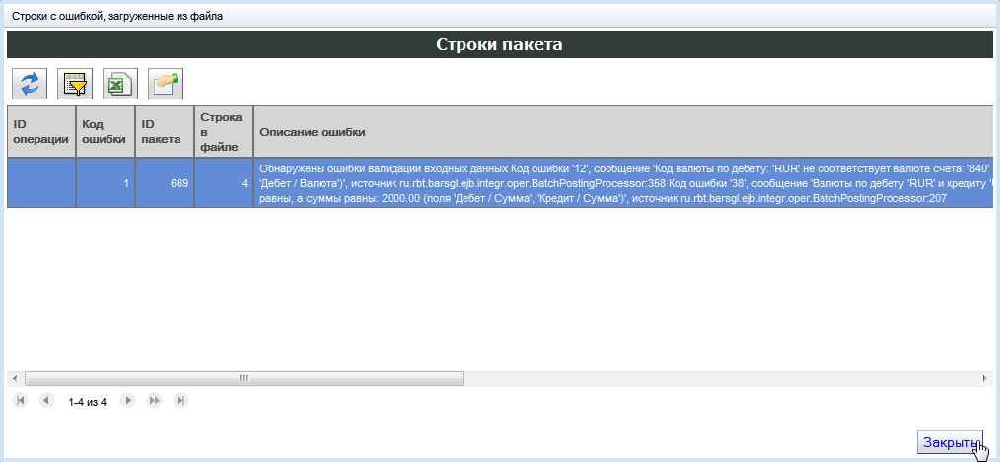 Строки с ошибкой, загруженные из файла
Строки пакета
ID операции
Код ошибки
ID пакета
Строка в файле
Описание ошибки
1
669
4
Обнаружены ошибки валидации входных данных Код ошибки '12', сообщение 'Код валюты по дебету: 'RUR' не соответствует валюте счета: '840'
'Дебет / Валюта')', источник ru.rbt.barsgl.ejb.integr.oper.BatchPostingProcessor:358 Код ошибки '38', сообщение 'Валюты по дебету 'RUR' и кредиту
равны, а суммы равны: 2000.00 (поля 'Дебет / Сумма', 'Кредит / Сумма')', источник ru.rbt.barsgl.ejb.integr.oper.BatchPostingProcessor:207
1-4 из 4
Закрыть